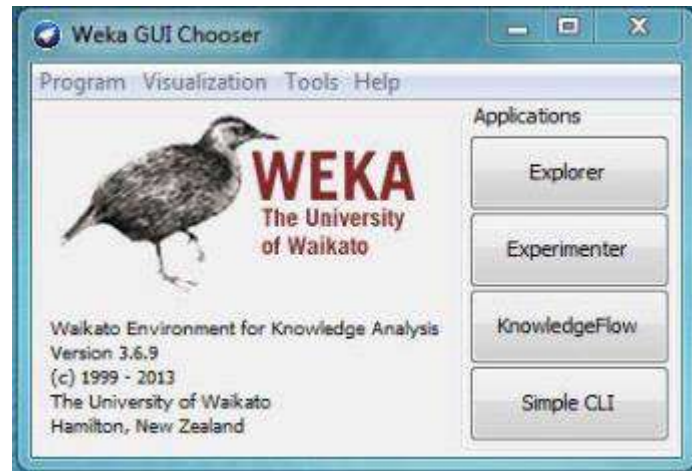 Weka GUI Chooser
Program Visualization Tools Help
WEKA
The University
of Waikato
Waikato Environment for Knowledge Analysis
Version 3.6.9
(c) 1999 - 2013
The University of Waikato
Hamilton, New Zealand
Applications
Explorer
Experimenter
KnowledgeFlow
Simple CLI